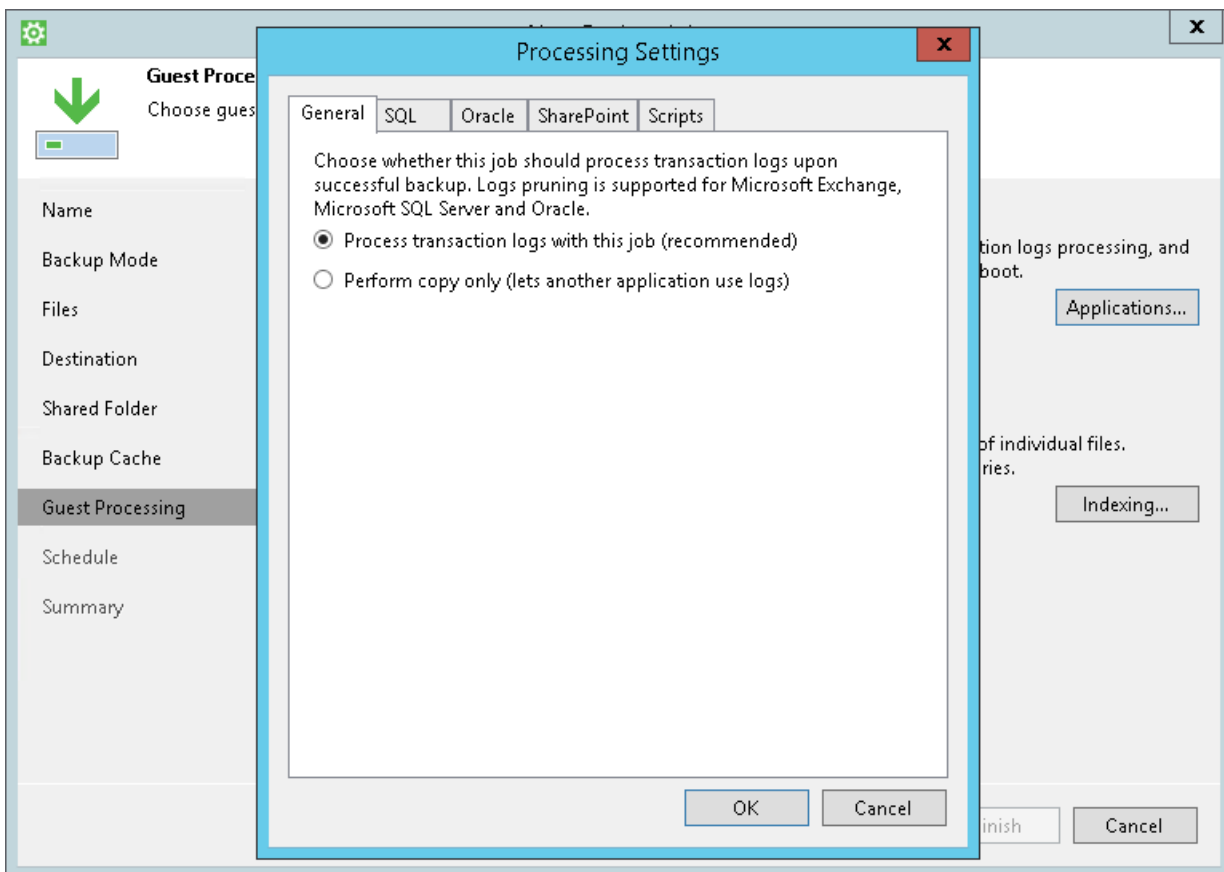 x
Processing Settings
x
Guest Proce
Choose gues
General SQL Oracle SharePoint Scripts
Choose whether this job should process transaction logs upon
successful backup. Logs pruning is supported for Microsoft Exchange,
Microsoft SQL Server and Oracle.
Process transaction logs with this job (recommended)
Perform copy only (lets another application use logs)
Name
Backup Mode
Files
Destination
Shared Folder
Backup Cache
Guest Processing
Schedule
Summary
tion logs processing, and
boot.
Applications...
of individual files.
ries.
Indexing...
OK Cancel
inish Cancel